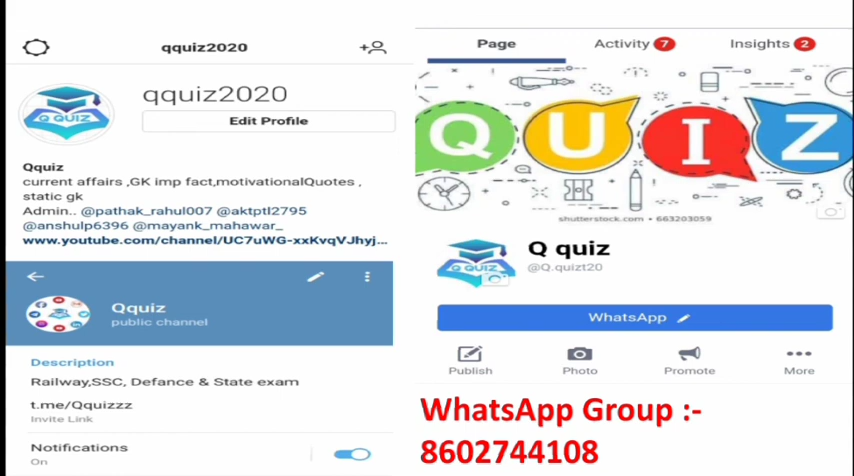 qquiz2020
Q QUIZ
qquiz2020
Edit Profile
Qquiz
current affairs ,GK imp fact,motivationalQuotes ,
static gk
Admin.. @pathak_rahul007 @aktptl2795
@anshulp6396 @mayank_mahawar_
www.youtube.com/channel/UC7uWG-xxKvqVJhyj...
Qquiz
public channel
Description
Railway,SSC, Defance & State exam
t.me/Qquizzz
Invite Link
Notifications
On
Page
Activity 7
Insights 2
QUIZ
shutterstock.com • 663203059
Q QUIZ
Q quiz
@Q.quizt20
WhatsApp
Publish
Photo
Promote
More
WhatsApp Group :-
8602744108